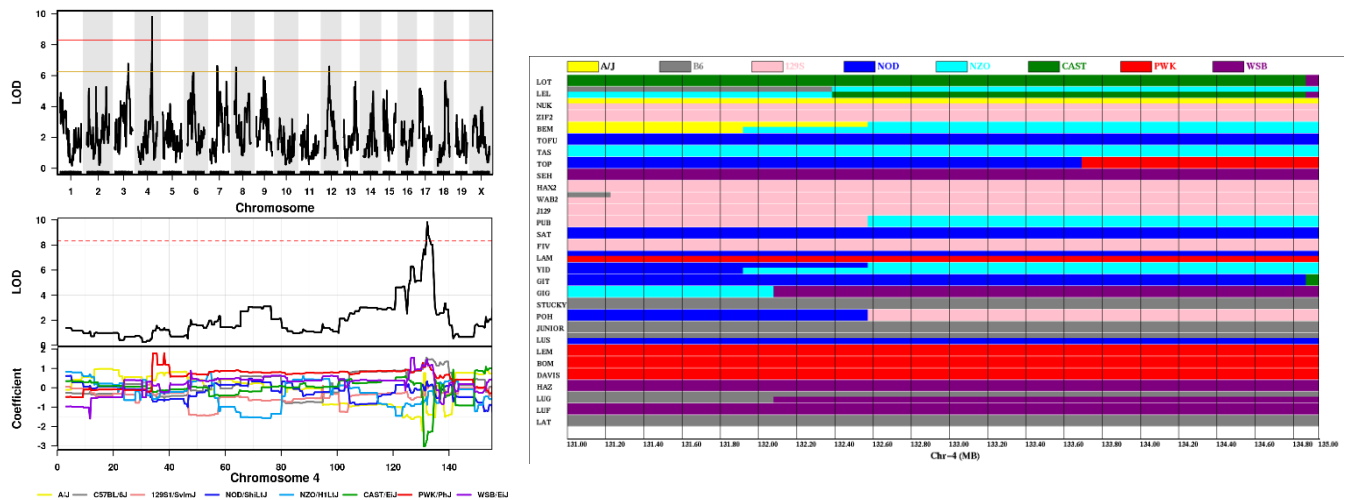 10
8
6
4
2
0
LOD
1 2 3 4 5 6 7 8 9 10 11 12 13 14 15 16 17 18 19 X
Chromosome
10
8
6
4
2
0
LOD
2
1
0
-1
-2
-3
Coefficient
0 20 40 60 80 100 120 140
Chromosome 4
A/J C57BL/6J 129S1/SvImJ NOD/ShiLtJ NZO/H1LtJ CAST/EiJ PWK/PhJ WSB/EiJ
A/J B6 129S NOD NZO CAST PWK WSB
LOT
LEL
NUK
ZIF2
BEM
TOFU
TAS
TOP
SEH
HAX2
WAB2
J129
PUB
SAT
FIV
LAM
VID
GIT
GIG
STUCKY
POH
JUNIOR
LUS
LEM
BOM
DAVIS
HAZ
LUG
LUF
LAT
131.00 131.20 131.40 131.60 131.80 132.00 132.20 132.40 132.60 132.80 133.00 133.20 133.40 133.60 133.80 134.00 134.20 134.40 134.60 134.80 135.00
Chr-4 (MB)